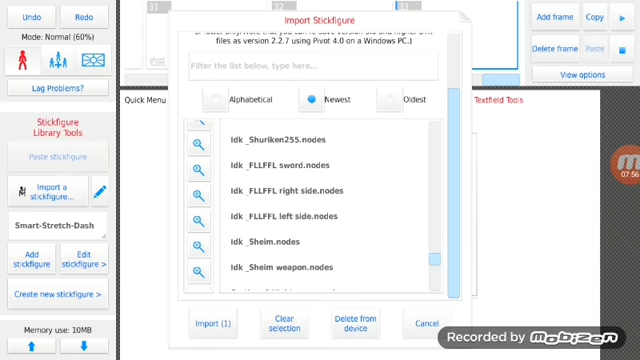 Undo
Redo
Mode: Normal (60%)
Lag Problems?
Stickfigure
Library Tools
Paste stickfigure
Import a
stickfigure...
Smart-Stretch-Dash
Add
stickfigure
Edit
stickfigure >
Create new stickfigure >
Memory use: 10MB
31
32
33
Quick Menu
Import Stickfigure
files as version 2.2.7 using Pivot 4.0 on a Windows PC.)
Filter the list below, type here...
Alphabetical
Newest
Oldest
Idk _Shuriken255.nodes
Idk _FLLFFL sword.nodes
Idk _FLLFFL right side.nodes
Idk _FLLFFL left side.nodes
Idk _Sheim.nodes
Idk _Sheim weapon.nodes
Import (1)
Clear
selection
Delete from
device
Cancel
Add frame
Copy
Delete frame
Paste
View options
Textfield Tools
07:56
Recorded by Mobizen